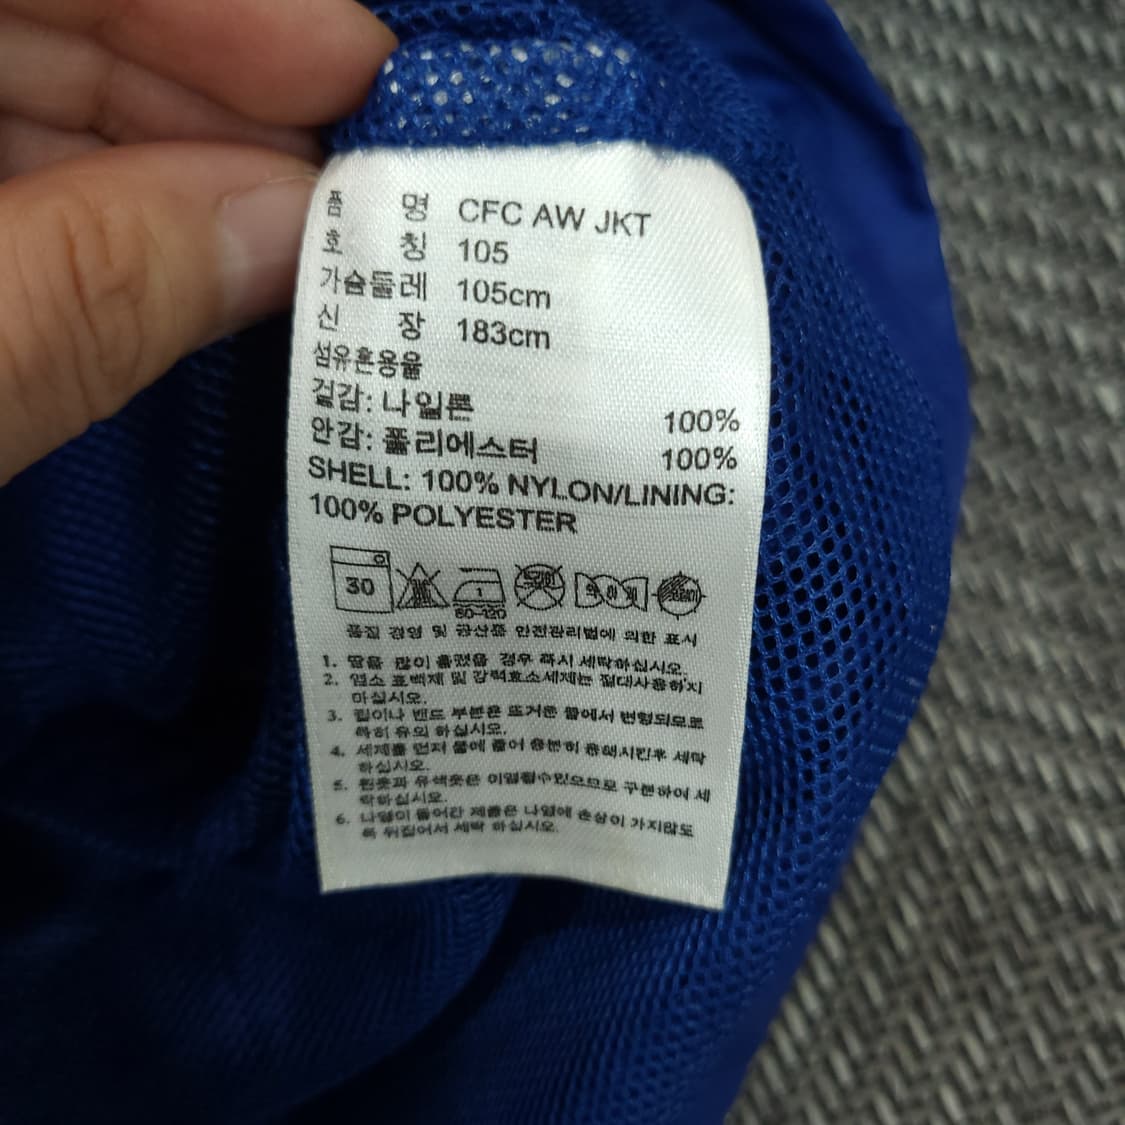 품 명 CFC AW JKT
호 칭 105
가슴둘레 105cm
신 장 183cm
섬유혼용율
겉감: 나일론 100%
안감: 폴리에스터 100%
SHELL: 100% NYLON/LINING:
100% POLYESTER
30
60~120
품질 경영 및 공산품 안전관리법에 의한 표시
1. 땀을 많이 흘렸을 경우 즉시 세탁하십시오.
2. 염소 표백제 및 강력효소세제는 절대사용하지
마십시오.
3. 립이나 밴드 부분은 뜨거운 물에서 변형되므로
특히 유의 하십시오.
4. 세제를 먼저 물에 풀어 충분히 용해시킨후 세탁
하십시오.
5. 흰옷과 유색옷은 이염될수있으므로 구분하여 세
탁하십시오.
6. 나염이 들어간 제품은 나염에 손상이 가지않도
록 뒤집어서 세탁 하십시오.